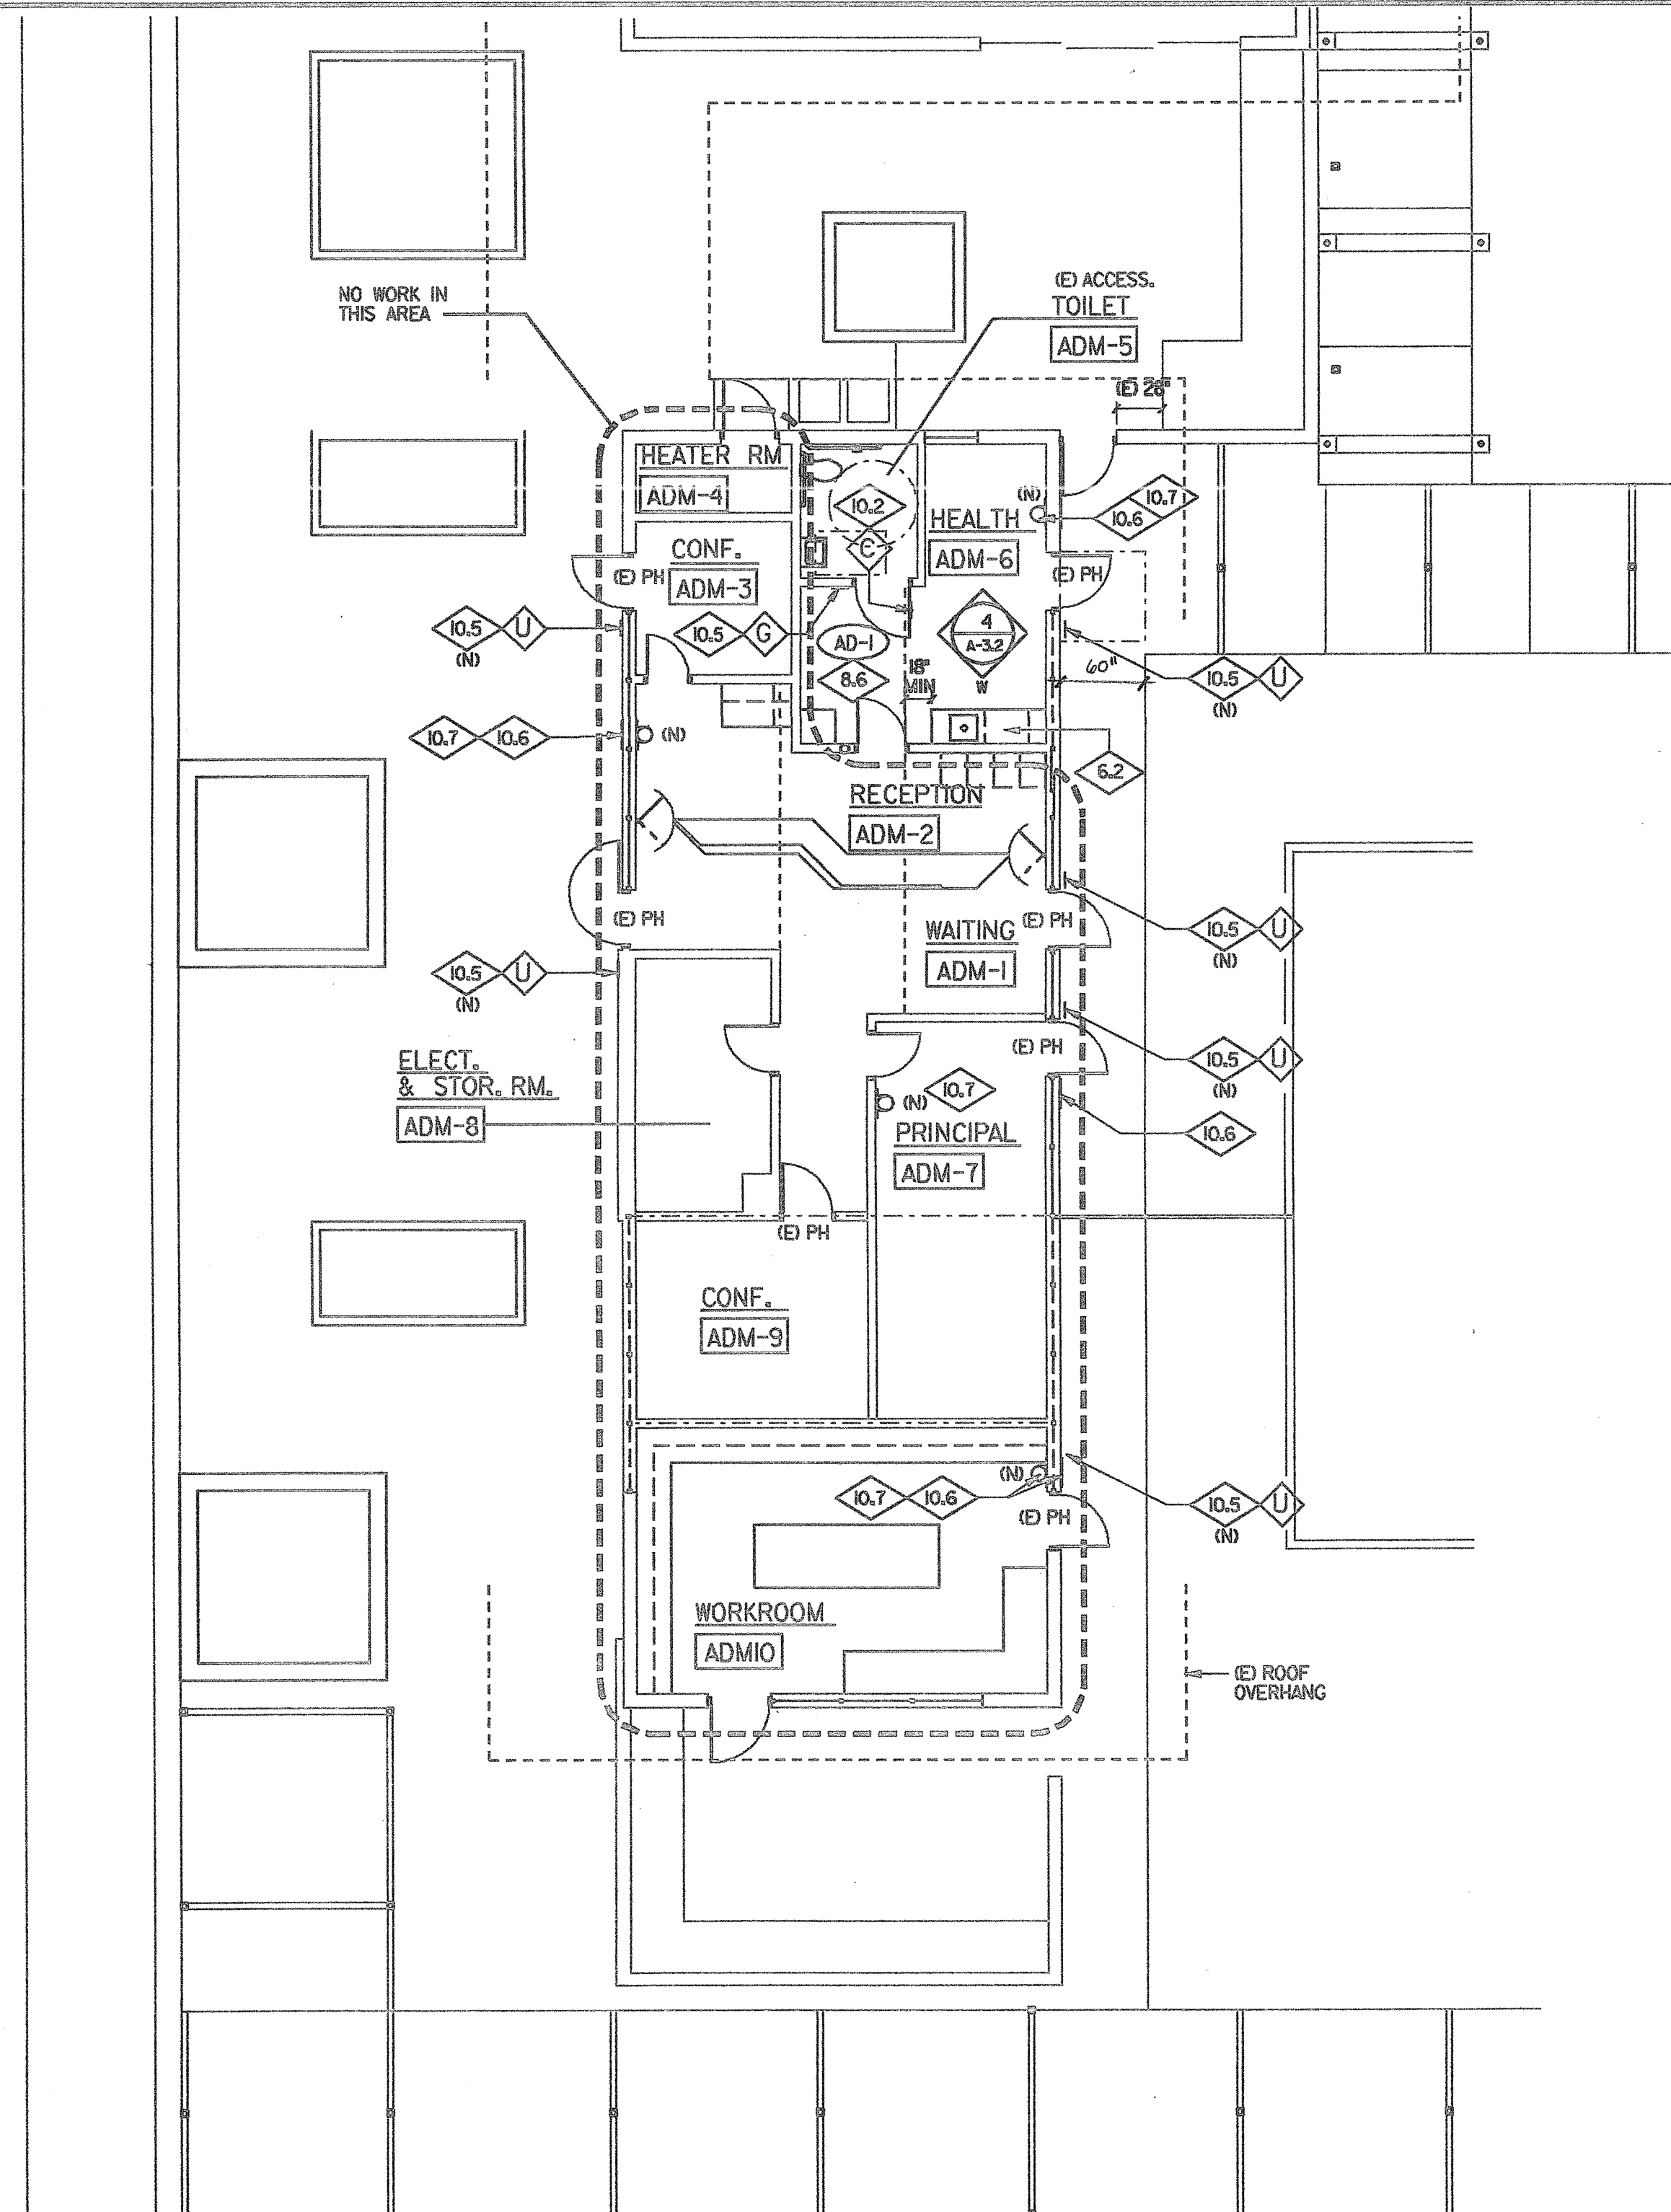 (E) ACCESS.
TOILET
ADM-5
NO WORK IN
THIS AREA
(E) 26"
HEATER RM
ADM-4
10.2
(N)
10.7
10.6
HEALTH
ADM-6
C
CONF.
ADM-3
(E) PH
(E) PH
10.5 U
(N)
10.5 G
AD-1
4
A-3.2
W
8.6
18"
MIN
60"
10.5 U
(N)
10.7 10.6
(N)
6.2
RECEPTION
ADM-2
(E) PH
(E) PH
WAITING
ADM-1
10.5 U
(N)
10.5 U
(N)
(E) PH
10.5 U
(N)
ELECT.
& STOR. RM.
ADM-8
(N)
10.7
PRINCIPAL
ADM-7
10.6
(E) PH
CONF.
ADM-9
(N)
10.7 10.6
(E) PH
10.5 U
(N)
WORKROOM
ADM10
(E) ROOF
OVERHANG